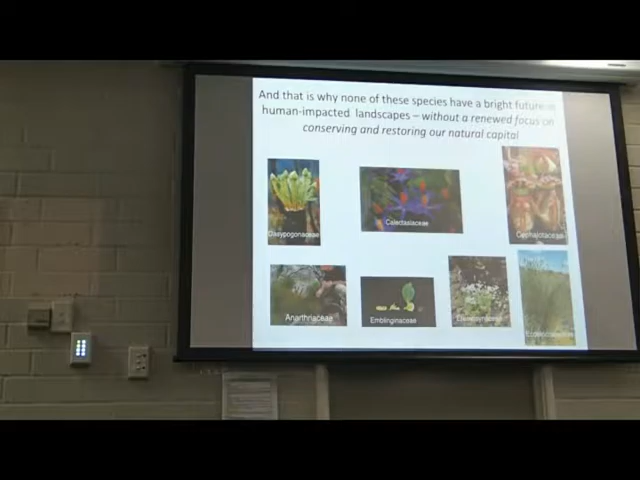 And that is why none of these species have a bright future in
human-impacted landscapes – without a renewed focus on
conserving and restoring our natural capital
Dasypogonaceae
Calectasiaceae
Cephalotaceae
Anarthriaceae
Emblingiaceae